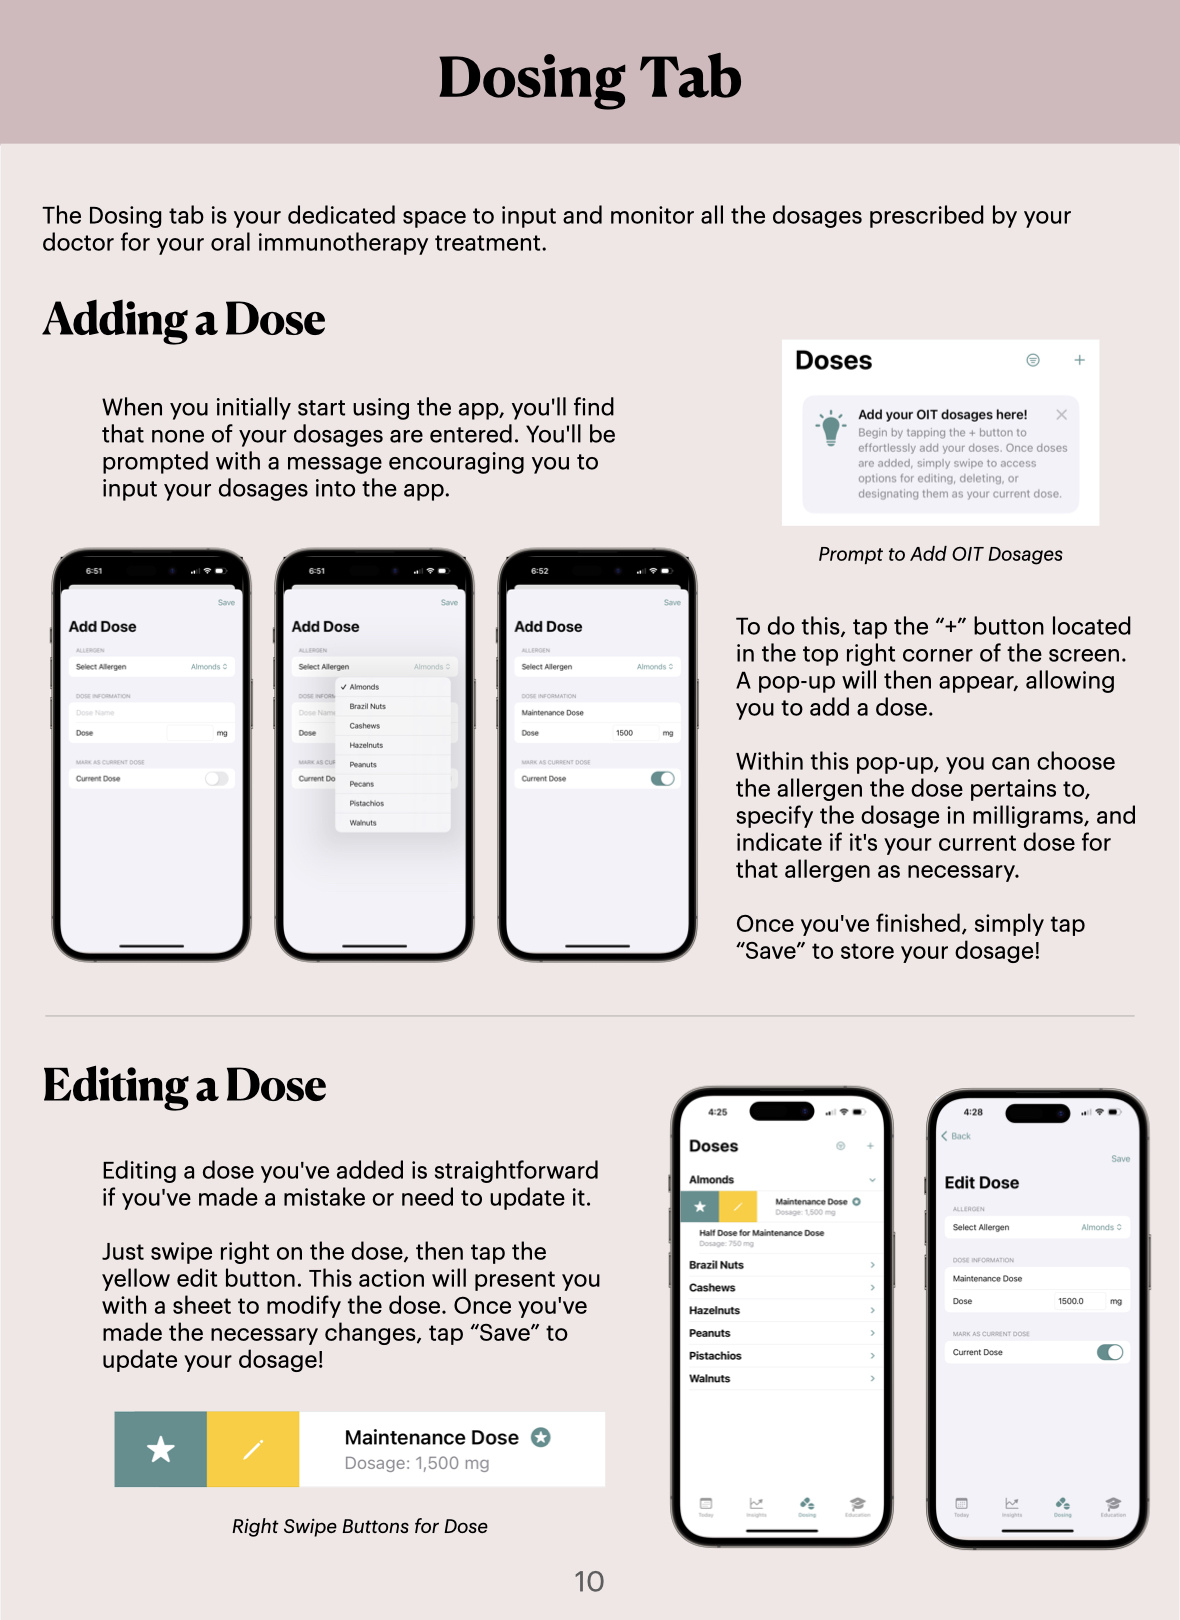 Dosing Tab
The Dosing tab is your dedicated space to input and monitor all the dosages prescribed by your
doctor for your oral immunotherapy treatment.
Adding a Dose
When you initially start using the app, you'll find
that none of your dosages are entered. You'll be
prompted with a message encouraging you to
input your dosages into the app.
Doses
Add your OIT dosages here!
Begin by tapping the + button to
effortlessly add your doses. Once doses
are added, simply swipe to access
options for editing, deleting, or
designating them as your current dose.
Prompt to Add OIT Dosages
6:51
Save
Add Dose
ALLERGEN
Select Allergen Almonds
DOSE INFORMATION
Dose Name
Dose mg
MARK AS CURRENT DOSE
Current Dose
6:51
Save
Add Dose
ALLERGEN
Select Allergen Almonds
DOSE INFORM
Dose Name
Dose
MARK AS CUR
Current Do
✓ Almonds
Brazil Nuts
Cashews
Hazelnuts
Peanuts
Pecans
Pistachios
Walnuts
6:52
Save
Add Dose
ALLERGEN
Select Allergen Almonds
DOSE INFORMATION
Maintenance Dose
Dose 1500 mg
MARK AS CURRENT DOSE
Current Dose
To do this, tap the “+” button located
in the top right corner of the screen.
A pop-up will then appear, allowing
you to add a dose.
Within this pop-up, you can choose
the allergen the dose pertains to,
specify the dosage in milligrams, and
indicate if it's your current dose for
that allergen as necessary.
Once you've finished, simply tap
“Save” to store your dosage!
Editing a Dose
Editing a dose you've added is straightforward
if you've made a mistake or need to update it.
Just swipe right on the dose, then tap the
yellow edit button. This action will present you
with a sheet to modify the dose. Once you've
made the necessary changes, tap “Save” to
update your dosage!
Maintenance Dose
Dosage: 1,500 mg
Right Swipe Buttons for Dose
4:25
Doses
Almonds
Maintenance Dose
Dosage: 1,500 mg
Half Dose for Maintenance Dose
Dosage: 750 mg
Brazil Nuts
Cashews
Hazelnuts
Peanuts
Pistachios
Walnuts
Today Insights Dosing Education
4:28
Back
Save
Edit Dose
ALLERGEN
Select Allergen Almonds
DOSE INFORMATION
Maintenance Dose
Dose 1500.0 mg
MARK AS CURRENT DOSE
Current Dose
Today Insights Dosing Education
10